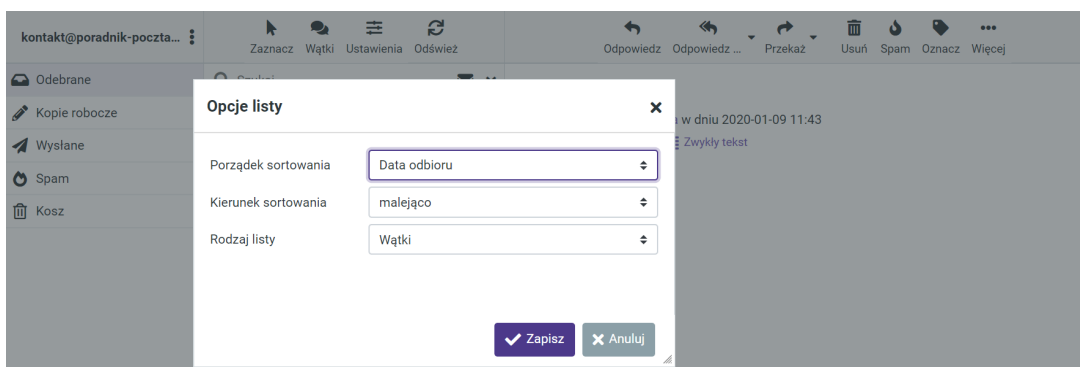 kontakt@poradnik-poczta...
Zaznacz Wątki Ustawienia Odśwież
Odpowiedz Odpowiedz ... Przekaż Usuń Spam Oznacz Więcej
Odebrane
Kopie robocze
Wysłane
Spam
Kosz
Opcje listy
Porządek sortowania Data odbioru
Kierunek sortowania malejąco
Rodzaj listy Wątki
Zapisz Anuluj
w dniu 2020-01-09 11:43
Zwykły tekst